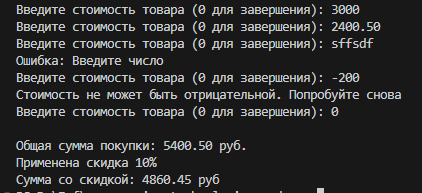 Введите стоимость товара (0 для завершения): 3000
Введите стоимость товара (0 для завершения): 2400.50
Введите стоимость товара (0 для завершения): sffsdf
Ошибка: Введите число
Введите стоимость товара (0 для завершения): -200
Стоимость не может быть отрицательной. Попробуйте снова
Введите стоимость товара (0 для завершения): 0
Общая сумма покупки: 5400.50 руб.
Применена скидка 10%
Сумма со скидкой: 4860.45 руб